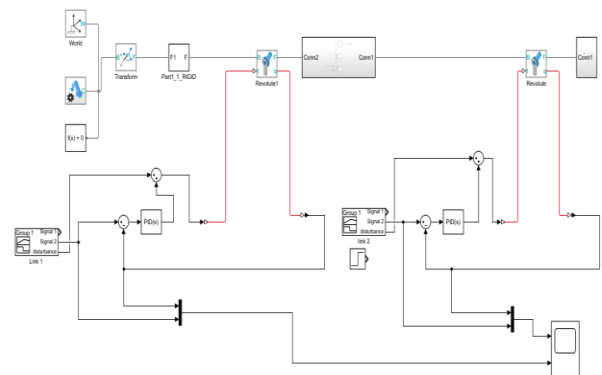 World
B F
Transform
F1 F
Part1_1_RIGID
B F
Revolute1
Conn2 Conn1
B F
Revolute
Conn1
f(x) = 0
Group 1
Signal 1
Signal 2
disturbance
Link 1
PID(s)
Group 1
Signal 1
Signal 2
disturbance
link 2
PID(s)